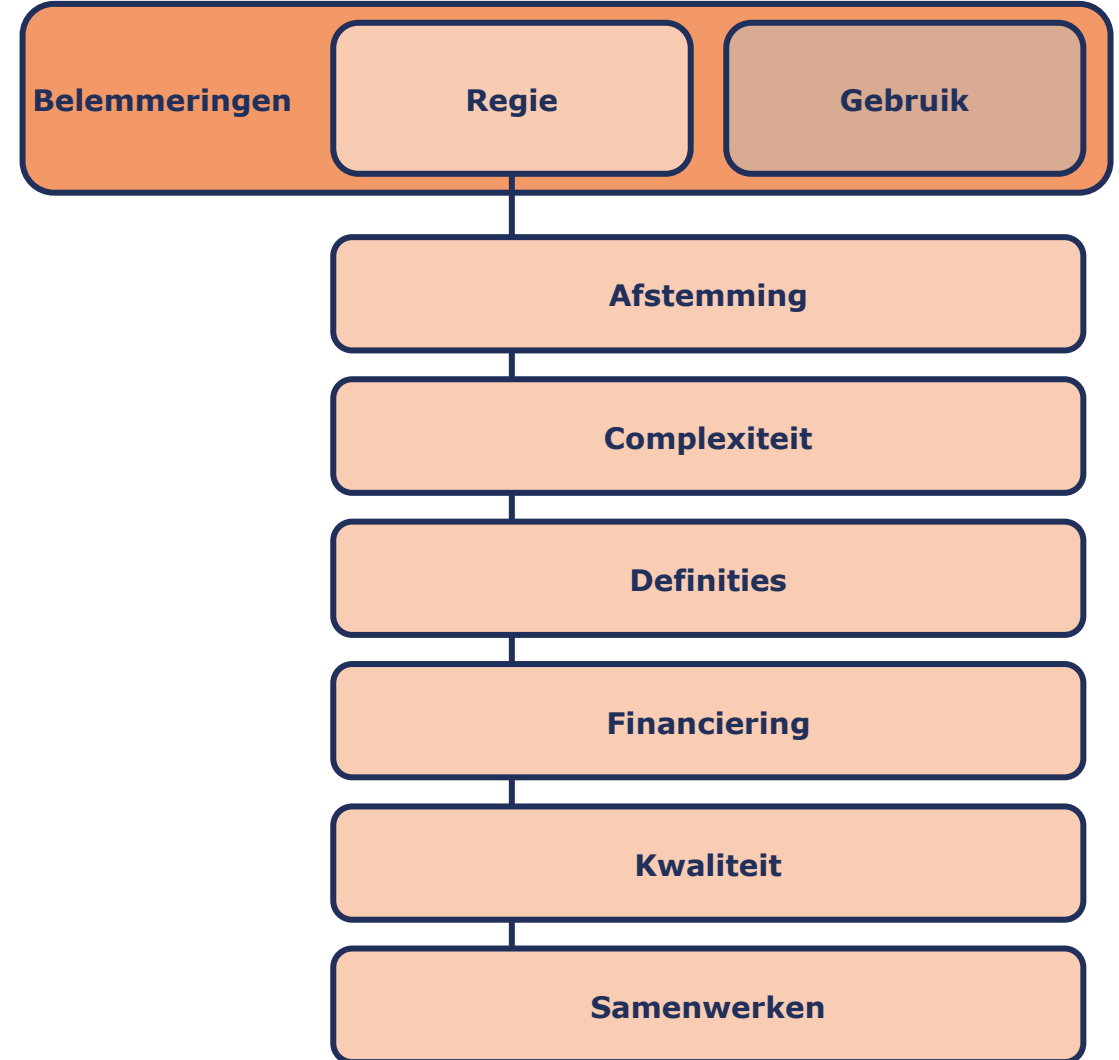 Belemmeringen
Regie
Gebruik
Afstemming
Complexiteit
Definities
Financiering
Kwaliteit
Samenwerken